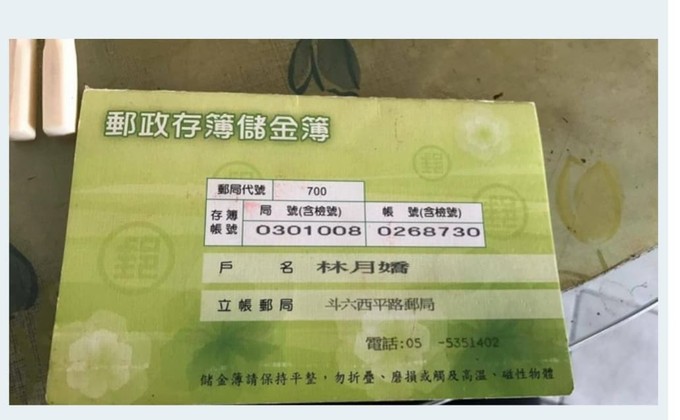 郵政存簿儲金簿
郵局代號 700
存簿帳號 局 號(含檢號) 帳 號(含檢號)
0301008 0268730
戶 名 林月嬌
立帳郵局 斗六西平路郵局
電話:05 -5351402
儲金簿請保持平整，勿折疊、磨損或觸及高溫、磁性物體